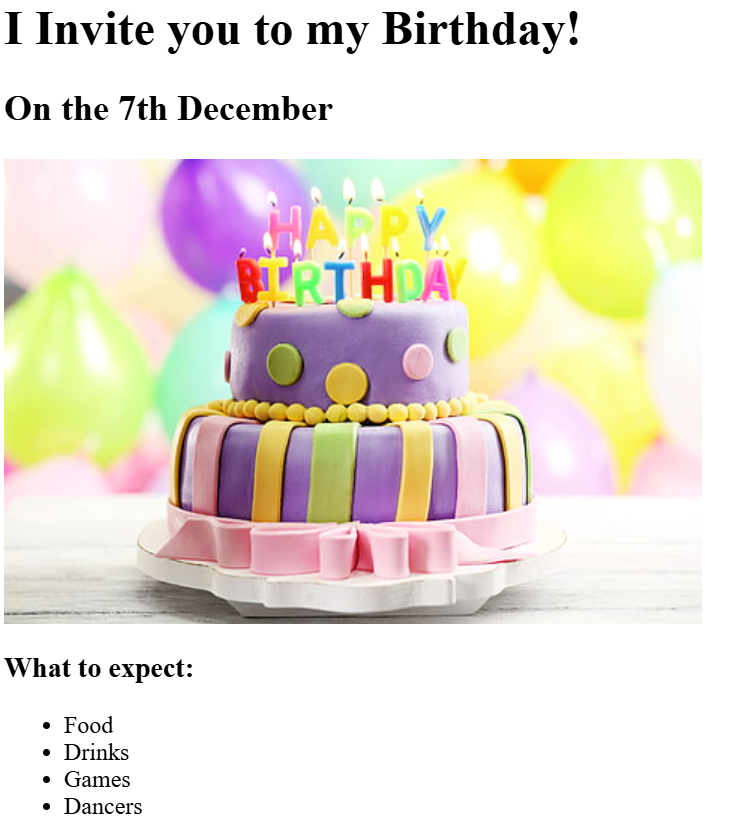 I Invite you to my Birthday!
On the 7th December
HAPPY
BIRTHDAY
What to expect:
Food
Drinks
Games
Dancers